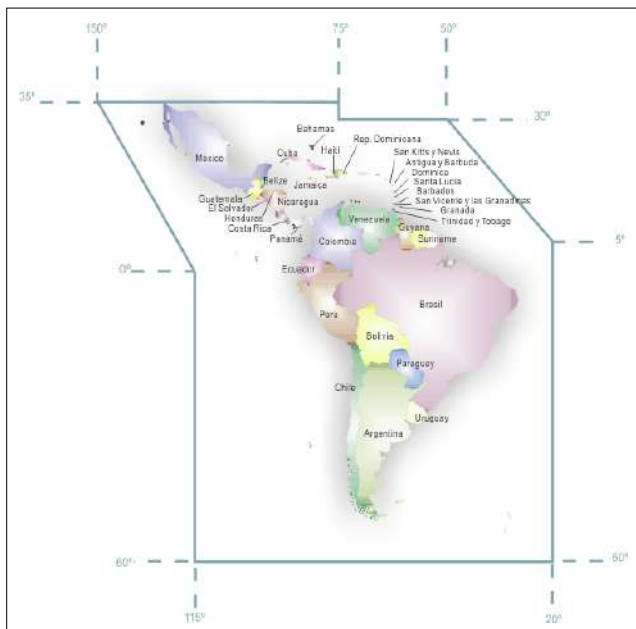 150°
75°
50°
35°
30°
Bahamas
Cuba
Haití
Rep. Dominicana
San Kitts y Nevis
Antigua y Barbuda
Dominica
Santa Lucía
Barbados
San Vicente y las Granadinas
Granada
Trinidad y Tobago
México
Belize
Jamaica
Guatemala
El Salvador
Honduras
Nicaragua
Costa Rica
Panamá
Venezuela
Guyana
Suriname
Colombia
5°
0°
Ecuador
Perú
Brasil
Bolivia
Paraguay
Chile
Uruguay
Argentina
60°
60°
115°
20°